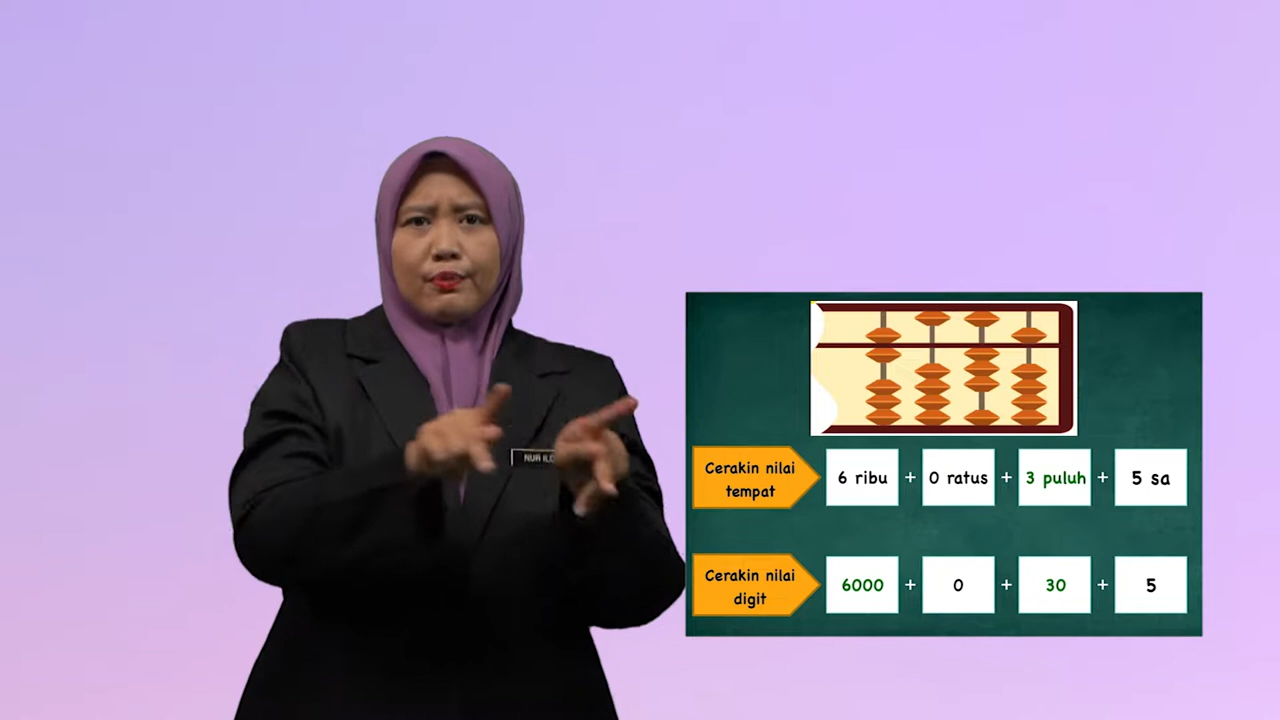 Cerakin nilai
tempat
6 ribu + 0 ratus + 3 puluh + 5 sa
Cerakin nilai
digit
6000 + 0 + 30 + 5